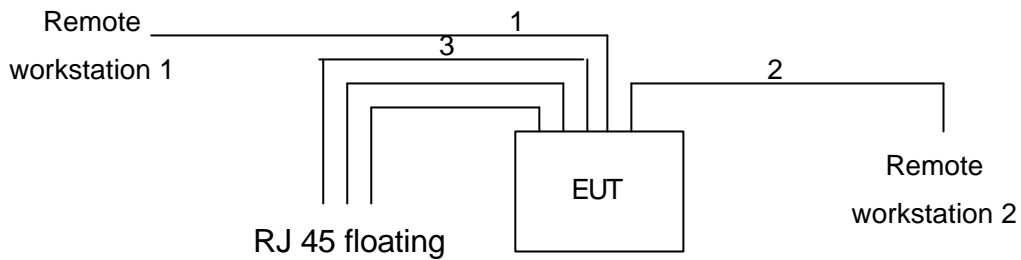 Remote
workstation 1
1
3
2
EUT
Remote
workstation 2
RJ 45 floating